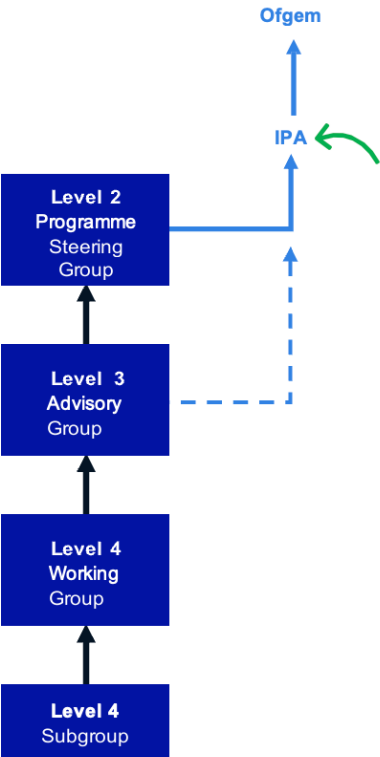 Ofgem
IPA
Level 2
Programme
Steering
Group
Level 3
Advisory
Group
Level 4
Working
Group
Level 4
Subgroup